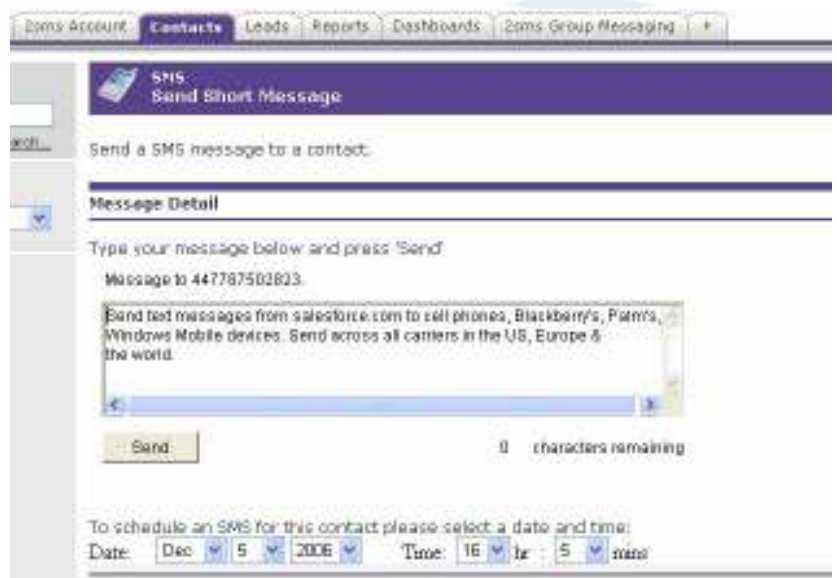 2sms Account Contacts Leads Reports Dashboards 2sms Group Messaging +
SMS
Send Short Message
arch...
Send a SMS message to a contact.
Message Detail
Type your message below and press 'Send'
Message to 447787502823.
Send text messages from salesforce.com to cell phones, Blackberry's, Palm's,
Windows Mobile devices. Send across all carriers in the US, Europe &
the world.
Send 0 characters remaining
To schedule an SMS for this contact please select a date and time:
Date: Dec 5 2006 Time: 16 hr : 5 mins